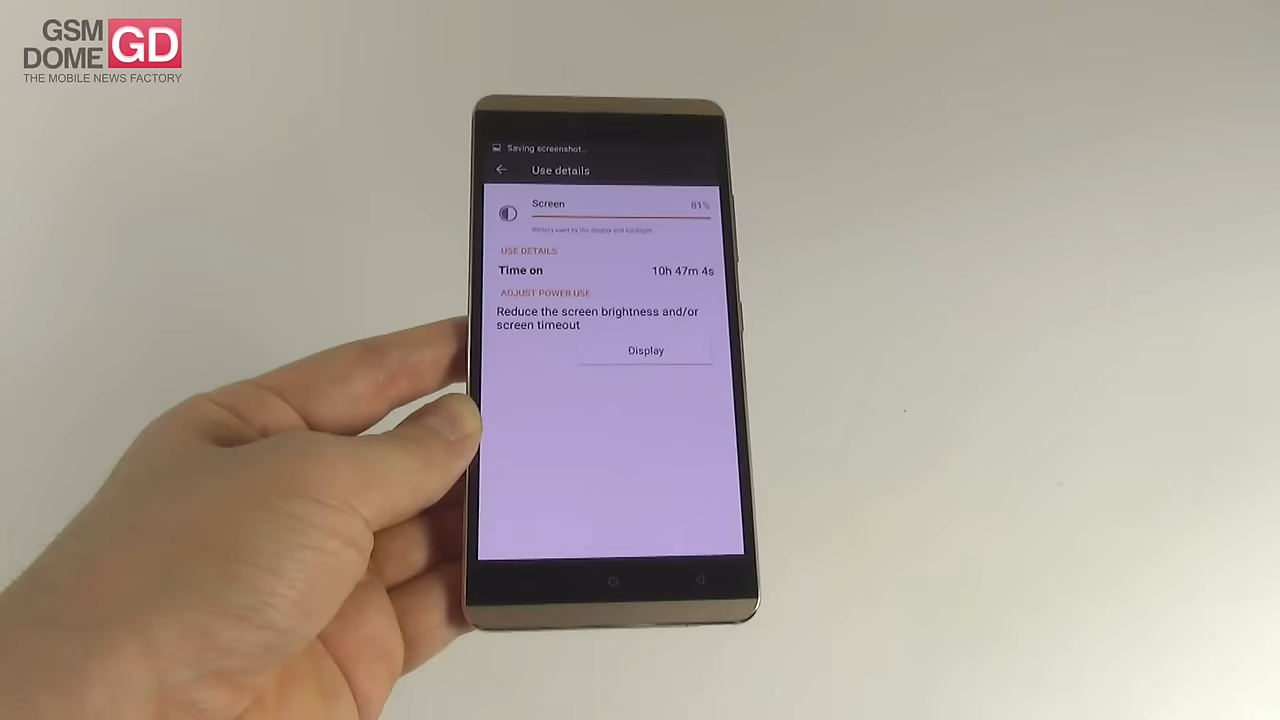 GSM
DOME
GD
THE MOBILE NEWS FACTORY
Saving screenshot...
Use details
Screen 81%
Battery used by the display and backlight
USE DETAILS
Time on 10h 47m 4s
ADJUST POWER USE
Reduce the screen brightness and/or
screen timeout
Display